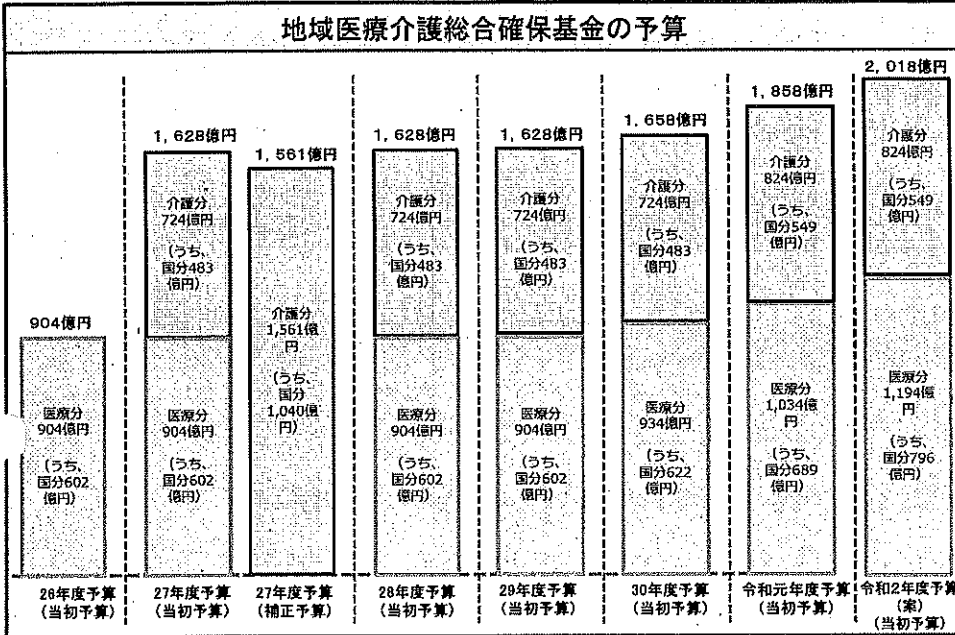 地域医療介護総合確保基金の予算
904億円
医療分
904億円
(うち、
国分602
億円)
26年度予算
(当初予算)
1,628億円
介護分
724億円
(うち、
国分483
億円)
医療分
904億円
(うち、
国分602
億円)
27年度予算
(当初予算)
1,561億円
介護分
1,561億
円
(うち、
国分
1,040億
円)
27年度予算
(補正予算)
1,628億円
介護分
724億円
(うち、
国分483
億円)
医療分
904億円
(うち、
国分602
億円)
28年度予算
(当初予算)
1,628億円
介護分
724億円
(うち、
国分483
億円)
医療分
904億円
(うち、
国分602
億円)
29年度予算
(当初予算)
1,658億円
介護分
724億円
(うち、
国分483
億円)
医療分
934億円
(うち、
国分622
億円)
30年度予算
(当初予算)
1,858億円
介護分
824億円
(うち、
国分549
億円)
医療分
1,034億
円
(うち、
国分689
億円)
令和元年度予算
(当初予算)
2,018億円
介護分
824億円
(うち、
国分549
億円)
医療分
1,194億
円
(うち、
国分796
億円)
令和2年度予算
(案)
(当初予算)